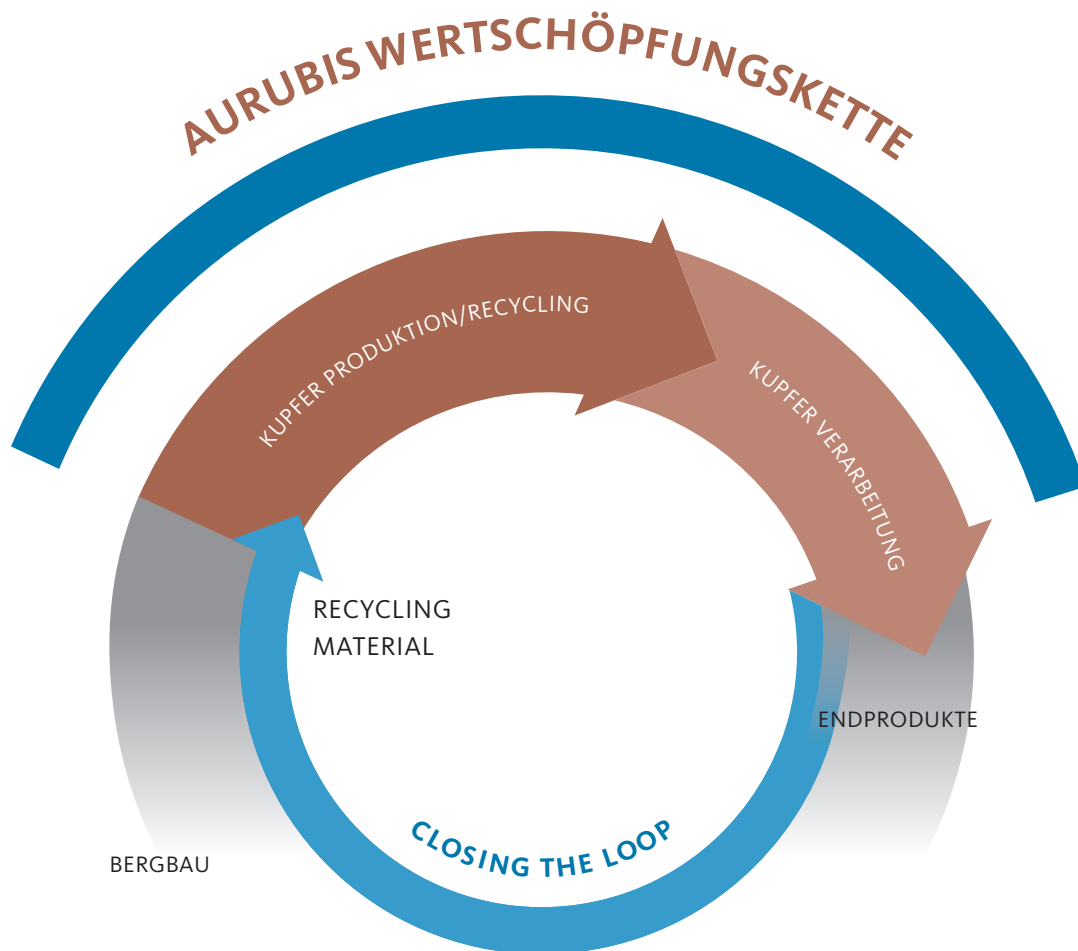 AURUBIS WERTSCHÖPFUNGSKETTE
KUPFER PRODUKTION/RECYCLING
KUPFER VERARBEITUNG
RECYCLING
MATERIAL
ENDPRODUKTE
CLOSING THE LOOP
BERGBAU